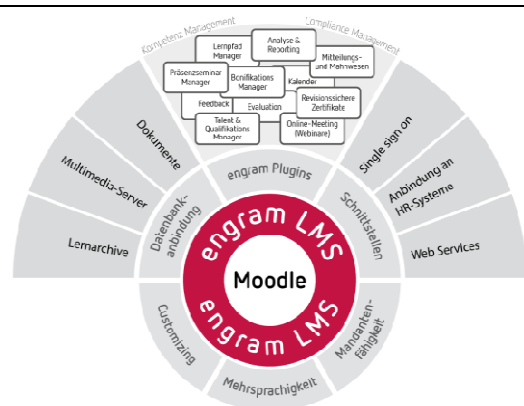 Kompetenz Management
Compliance Management
Lernpfad
Manager
Analyse &
Reporting
Mitteilungs-
und Mahnwesen
Präsenzseminar
Manager
Bonifikations
Manager
Kalender
Feedback
Evaluation
Revisionssichere
Zertifikate
Talent &
Qualifikations
Manager
Online-Meeting
(Webinare)
Dokumente
Multimedia-Server
Lernarchive
Single sign on
Anbindung an
HR-Systeme
Web Services
Datenbank-
anbindung
engram Plugins
Schnittstellen
engram LMS
Moodle
engram LMS
Customizing
Mehrsprachigkeit
Mandanten-
fähigkeit